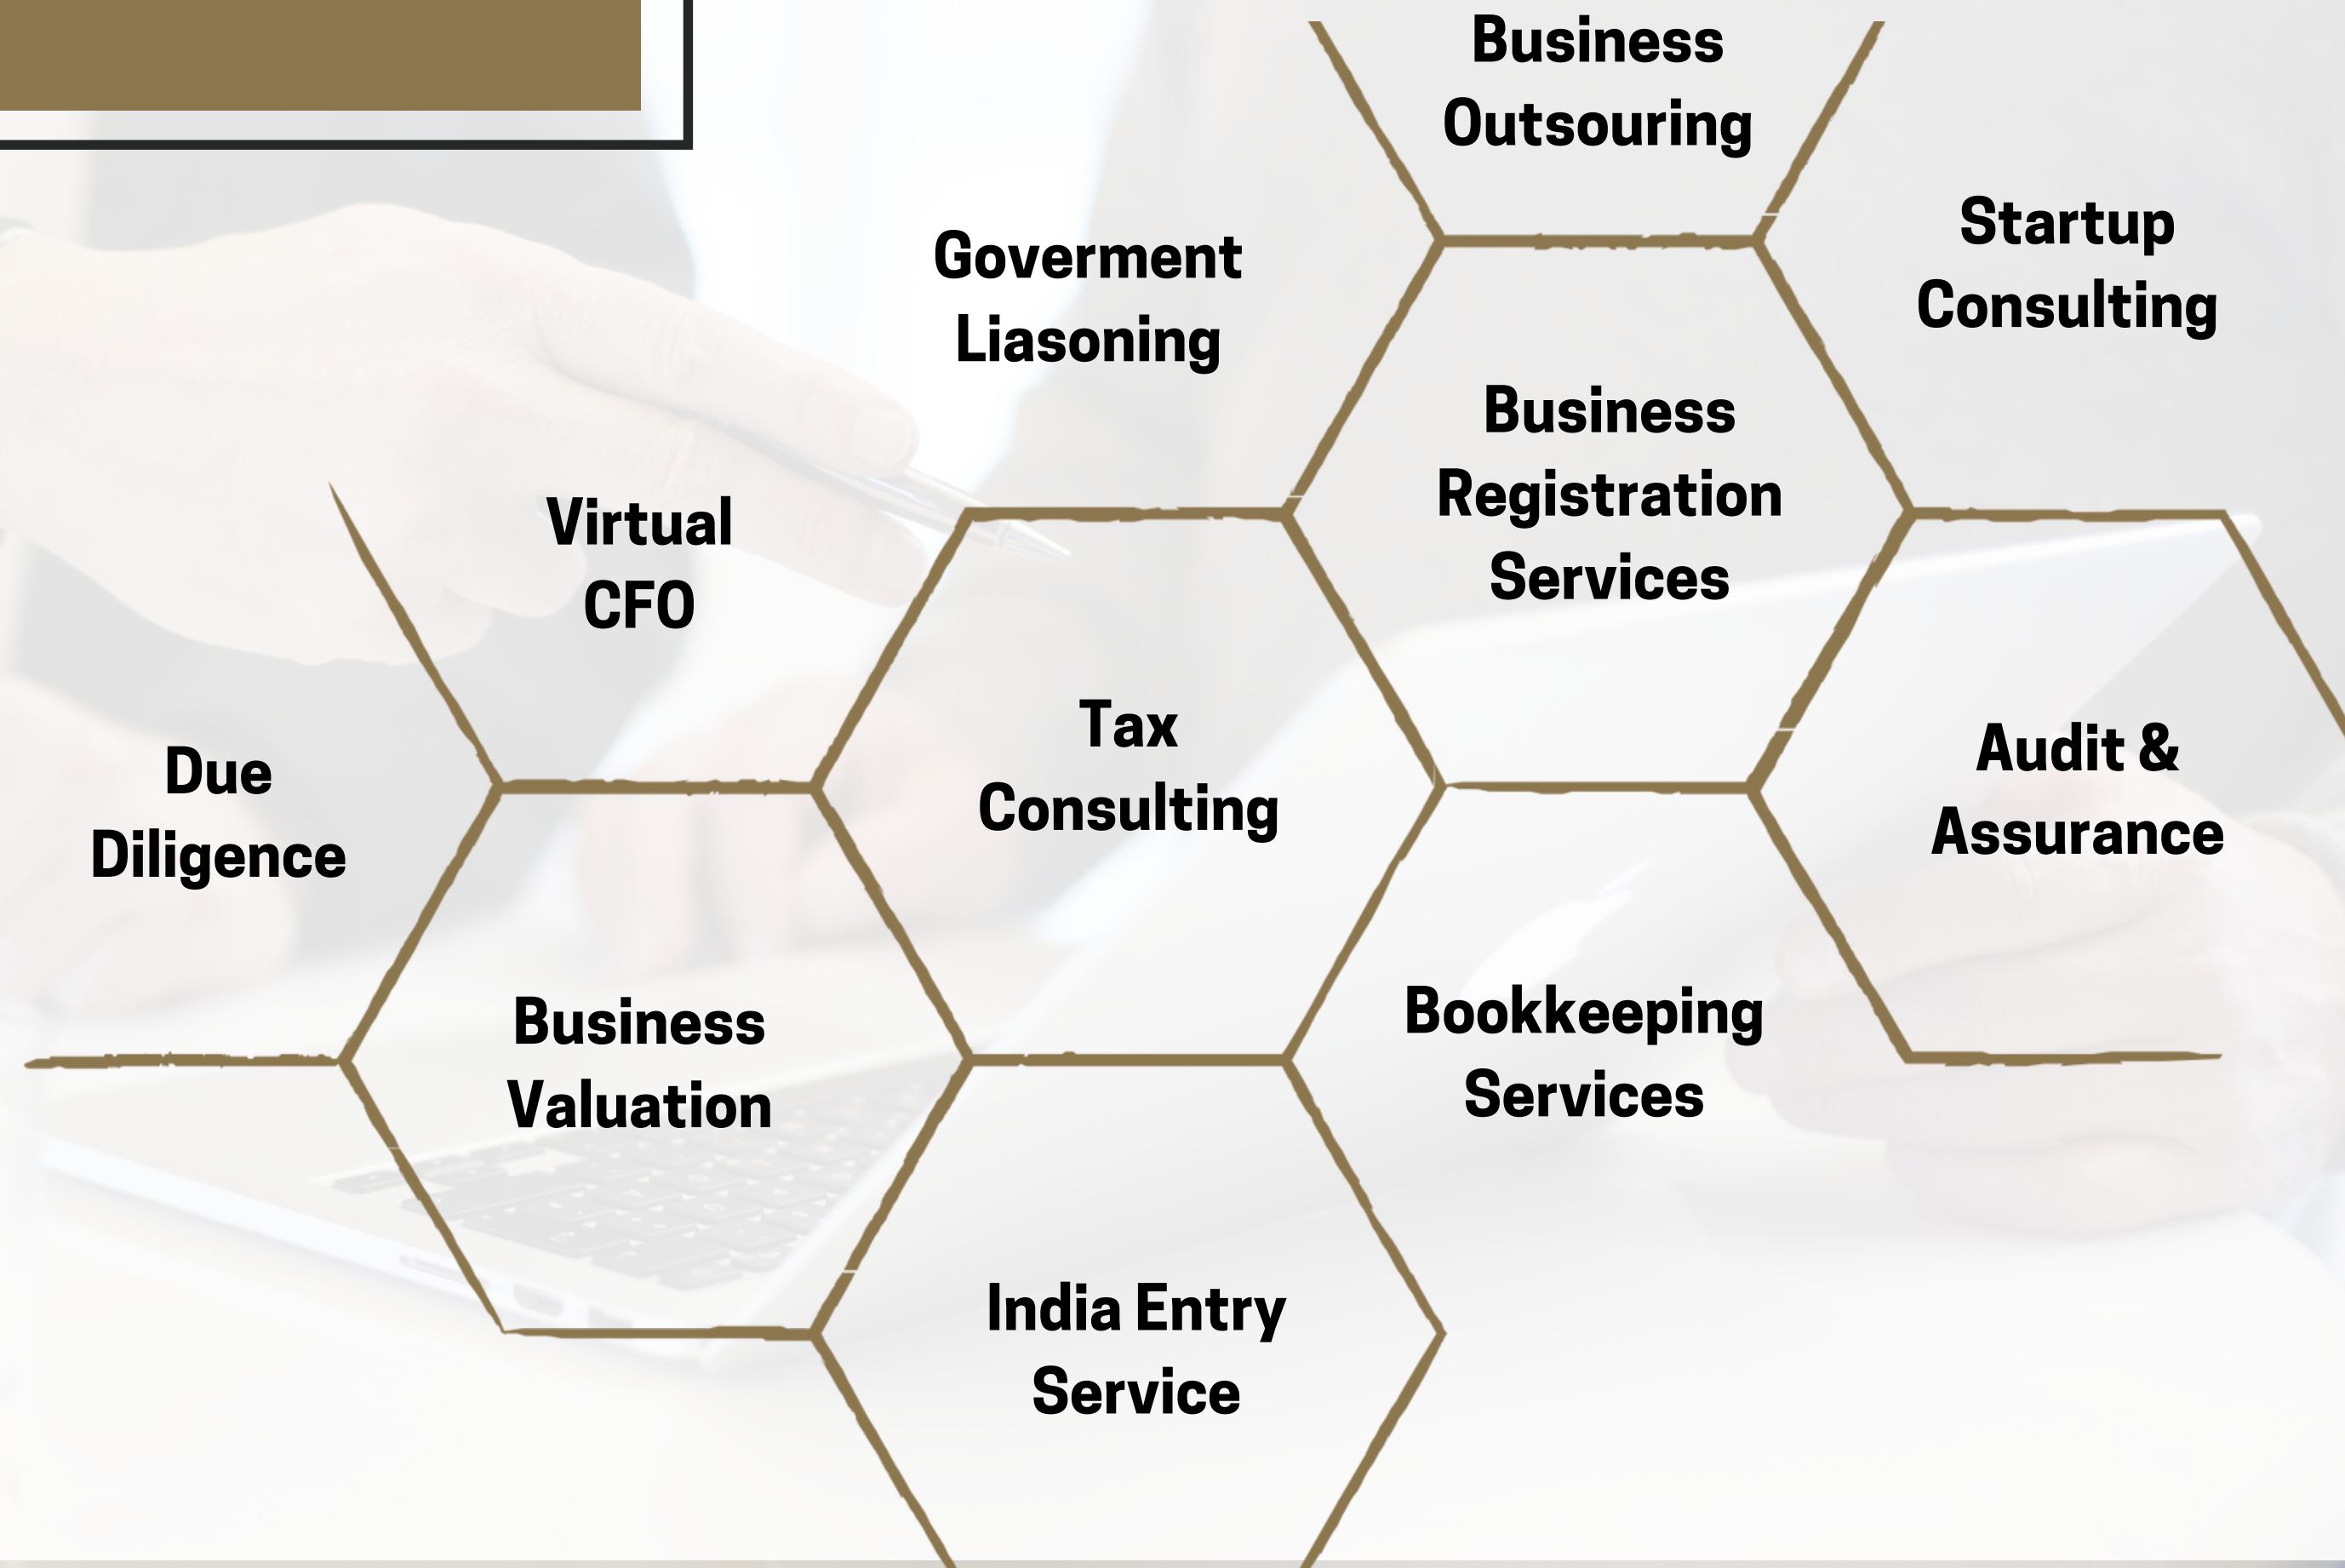 Business
Outsouring
Startup
Consulting
Goverment
Liasoning
Business
Registration
Services
Virtual
CFO
Tax
Consulting
Audit &
Assurance
Due
Diligence
Business
Valuation
Bookkeeping
Services
India Entry
Service